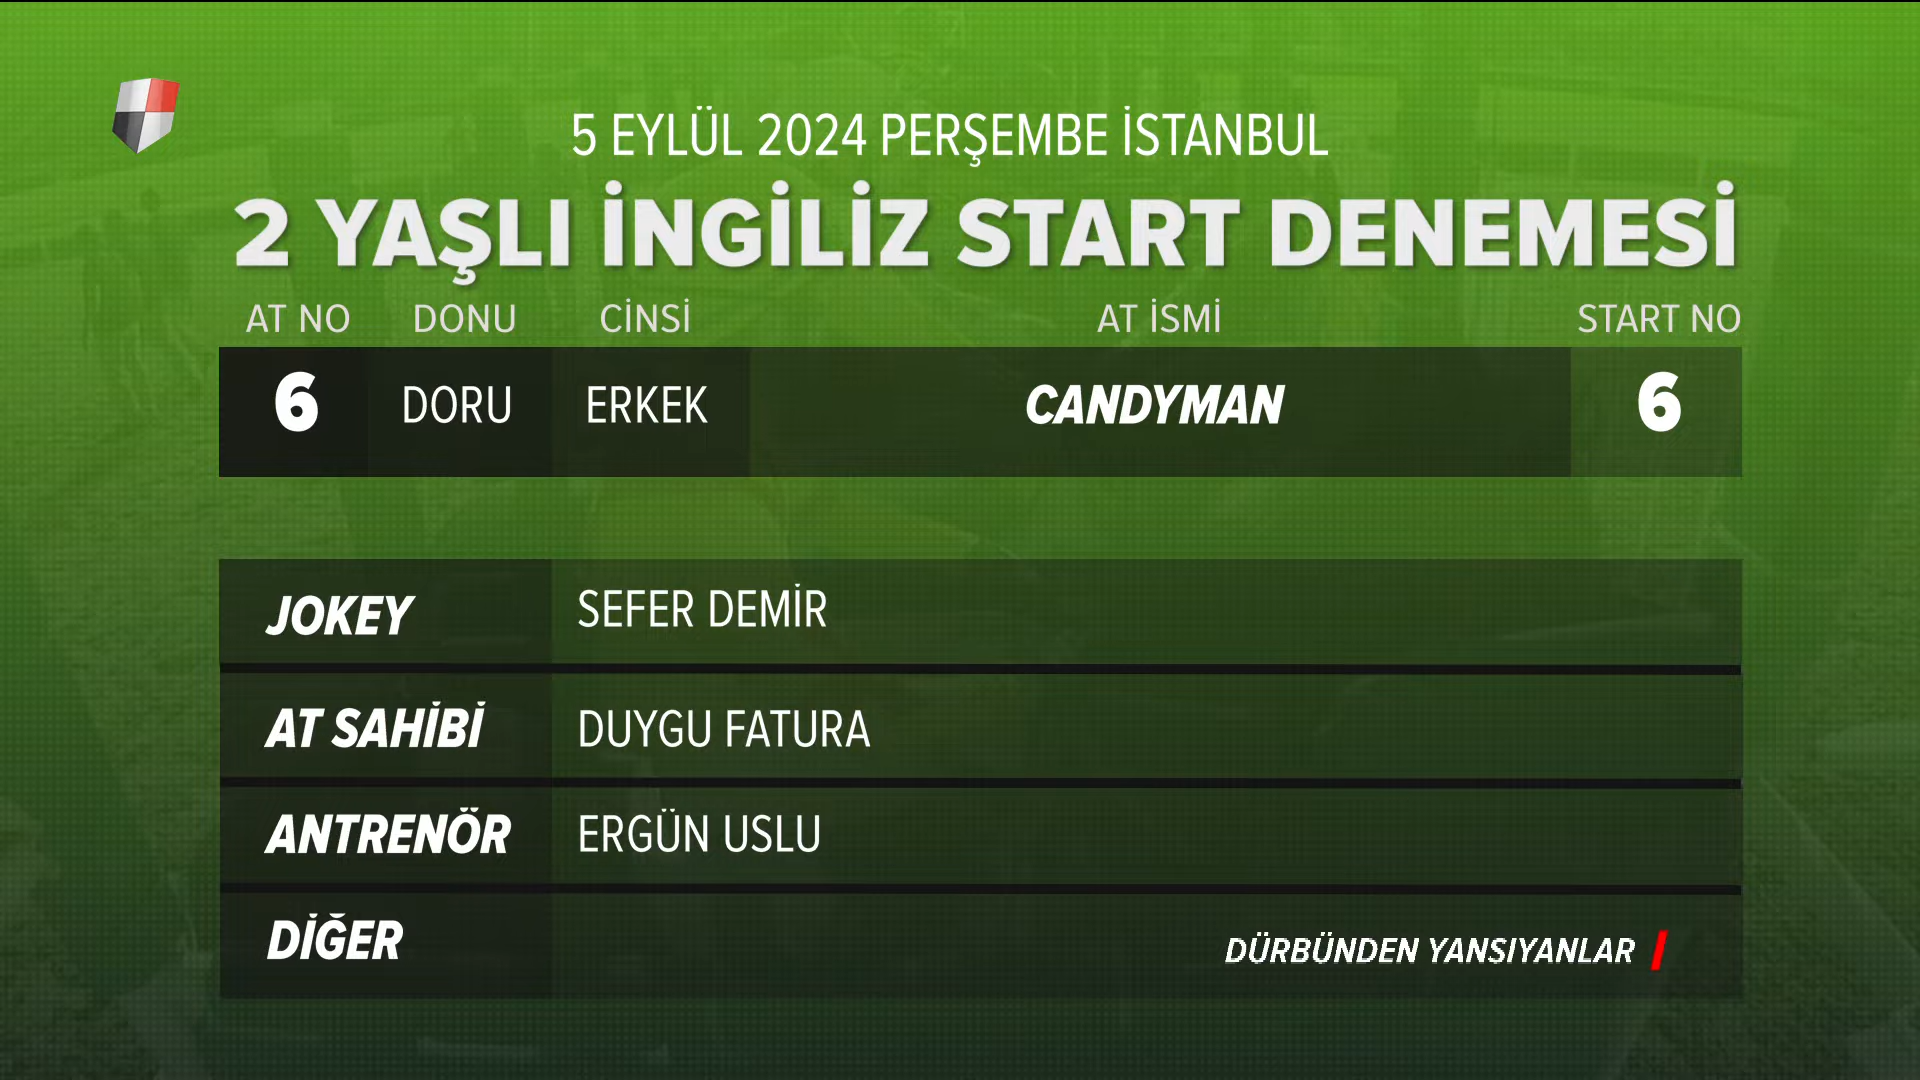 5 EYLÜL 2024 PERŞEMBE İSTANBUL
2 YAŞLI İNGİLİZ START DENEMESİ
AT NO DONU CİNSİ AT İSMİ START NO
6 DORU ERKEK CANDYMAN 6
JOKEY SEFER DEMİR
AT SAHİBİ DUYGU FATURA
ANTRENÖR ERGÜN USLU
DİĞER
DÜRBÜNDEN YANSIYANLAR